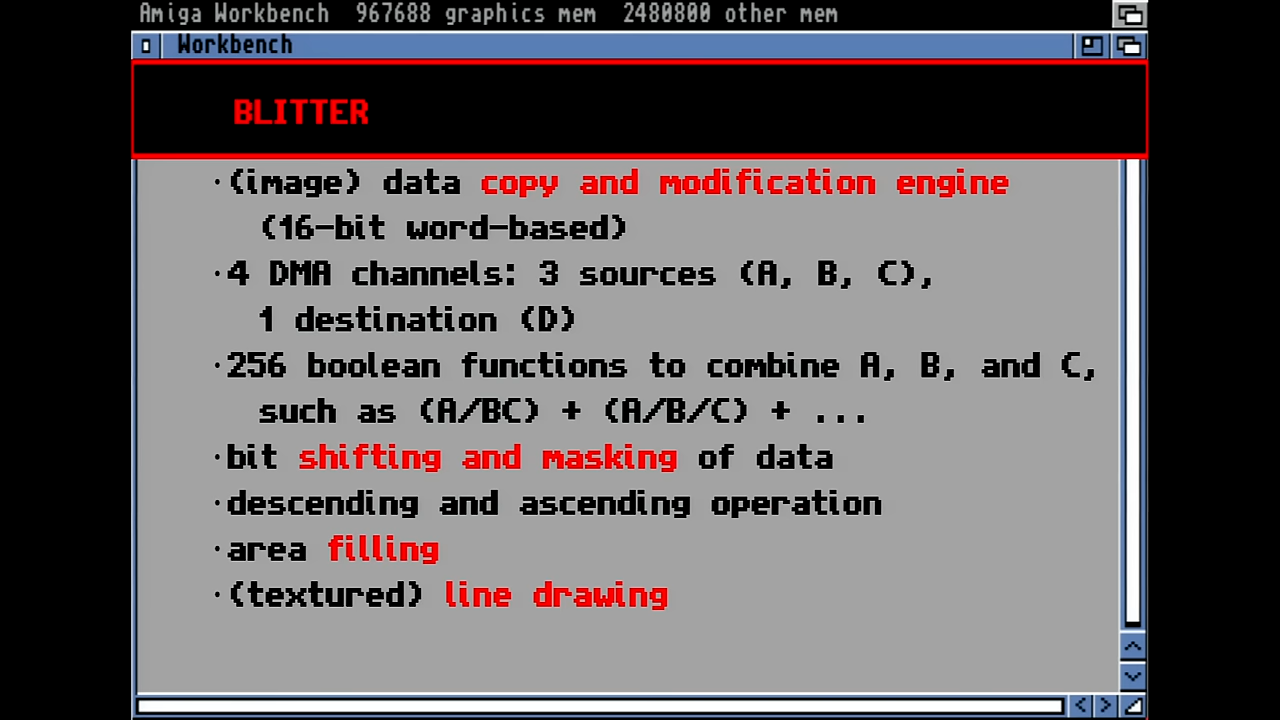 Amiga Workbench 967688 graphics mem 2480800 other mem
Workbench
BLITTER
·(image) data copy and modification engine
(16-bit word-based)
·4 DMA channels: 3 sources (A, B, C),
1 destination (D)
·256 boolean functions to combine A, B, and C,
such as (A/BC) + (A/B/C) + ...
·bit shifting and masking of data
·descending and ascending operation
·area filling
·(textured) line drawing